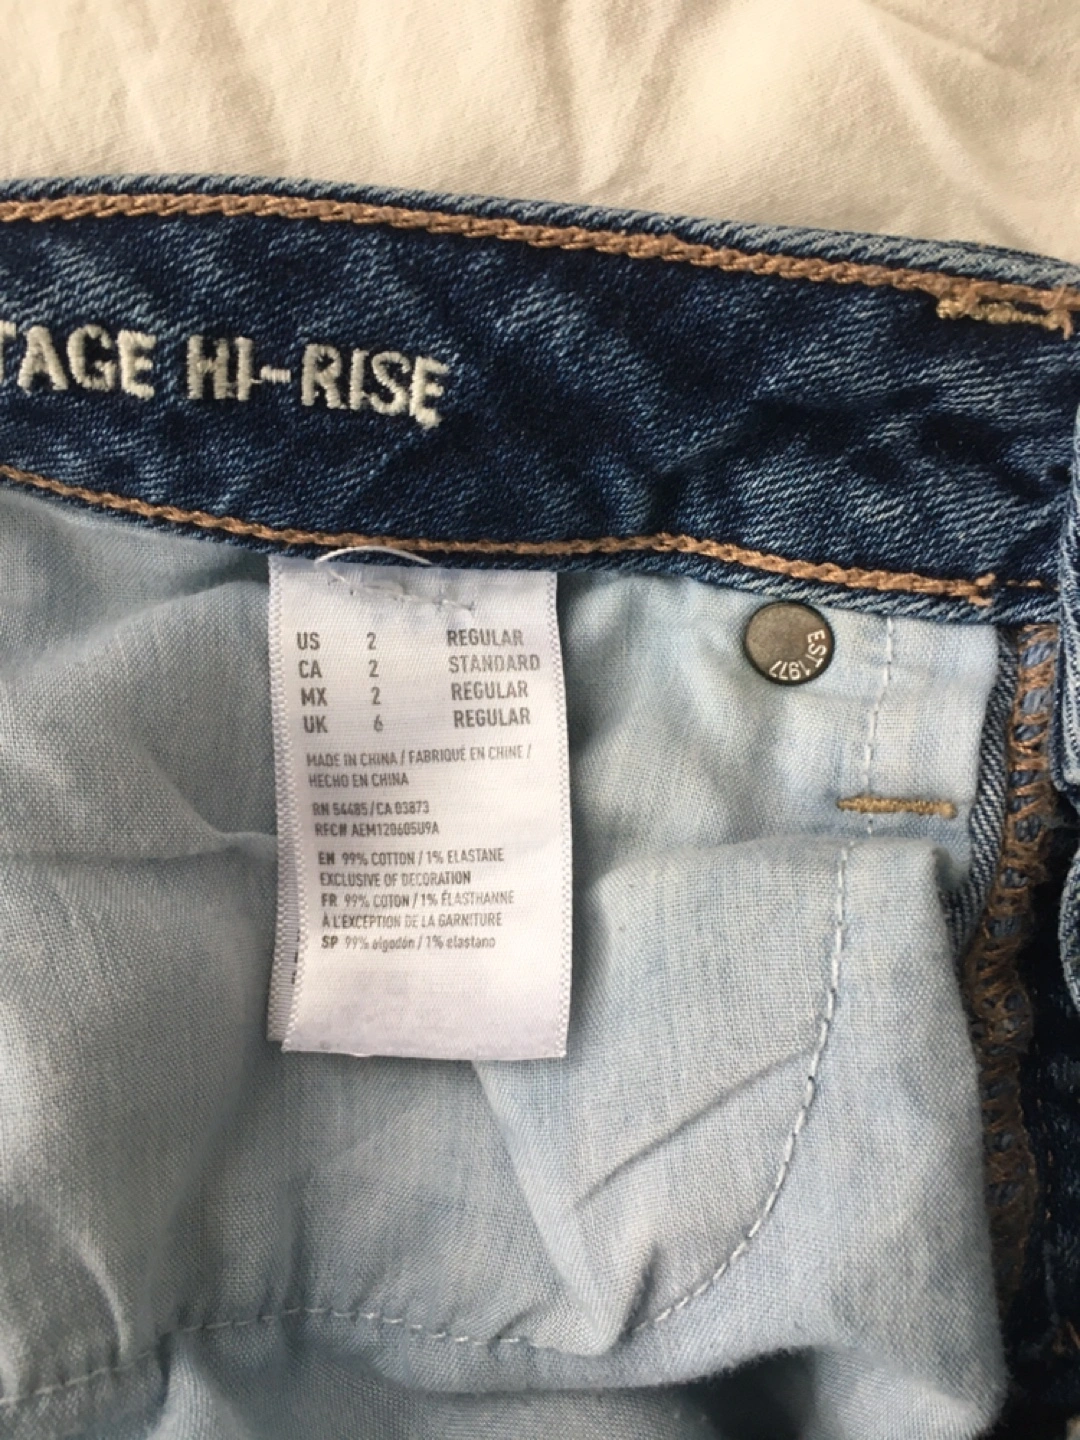 TAGE HI-RISE
US 2 REGULAR
CA 2 STANDARD
MX 2 REGULAR
UK 6 REGULAR
MADE IN CHINA / FABRIQUÉ EN CHINE /
HECHO EN CHINA
RN 54485/CA 03873
RFC# AEM120605U9A
EN 99% COTTON / 1% ELASTANE
EXCLUSIVE OF DECORATION
FR 99% COTON / 1% ÉLASTHANNE
À L'EXCEPTION DE LA GARNITURE
SP 99% algodón / 1% elastano
EST 1977